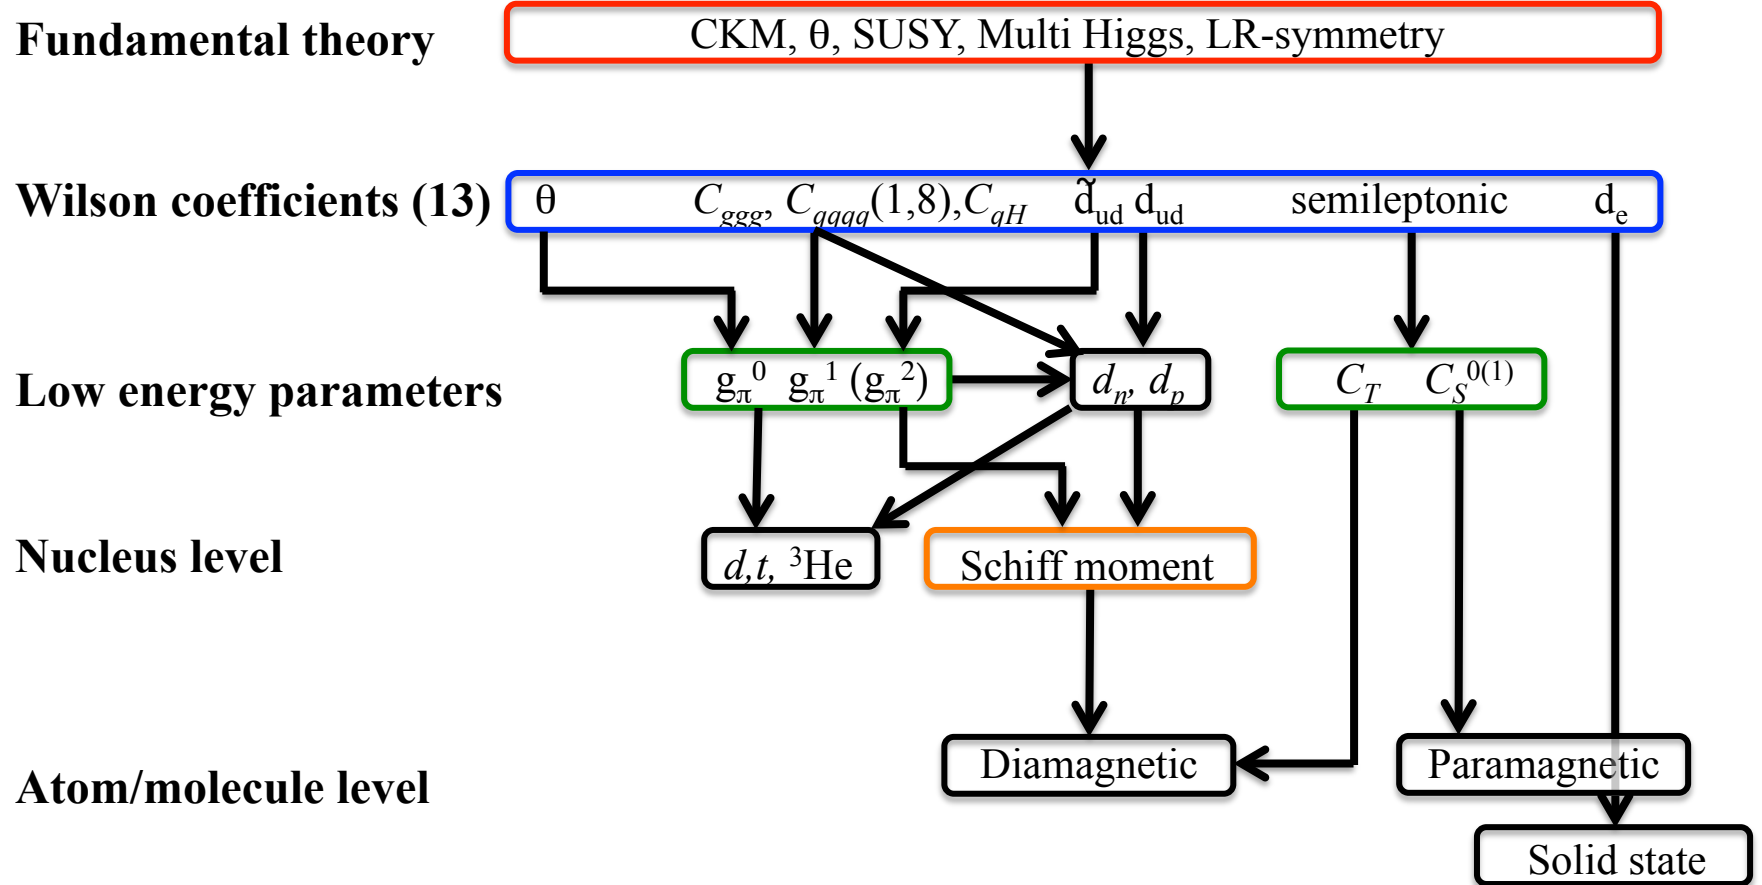 Fundamental theory CKM, θ, SUSY, Multi Higgs, LR-symmetry
Wilson coefficients (13) θ C_ggg, C_qqqq(1,8),C_qH d̃_ud d_ud semileptonic d_e
Low energy parameters g_π^0 g_π^1 (g_π^2) d_n, d_p C_T C_S^0(1)
Nucleus level d,t, ³He Schiff moment
Atom/molecule level Diamagnetic Paramagnetic
Solid state